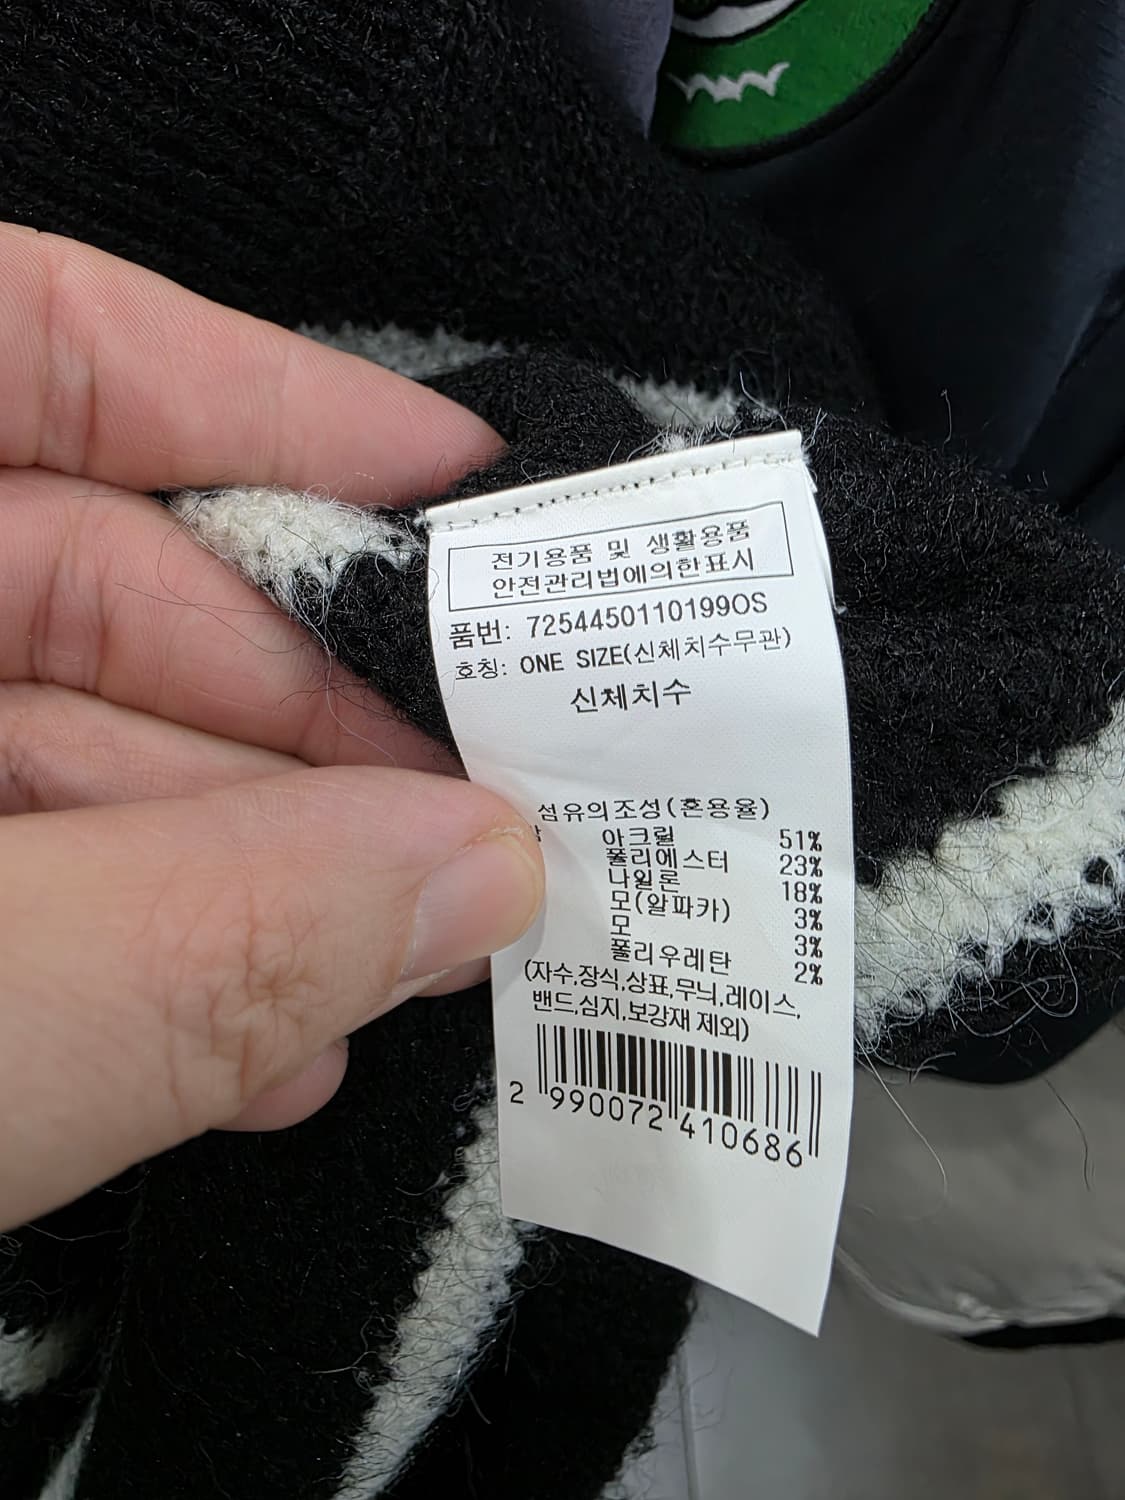 전기용품 및 생활용품
안전관리법에의한표시
품번: 7254450110199OS
호칭: ONE SIZE(신체치수무관)
신체치수
섬유의조성(혼용율)
아크릴 51%
폴리에스터 23%
나일론 18%
모(알파카) 3%
모 3%
폴리우레탄 2%
(자수,장식,상표,무늬,레이스,
밴드,심지,보강재 제외)
2 990072 410686